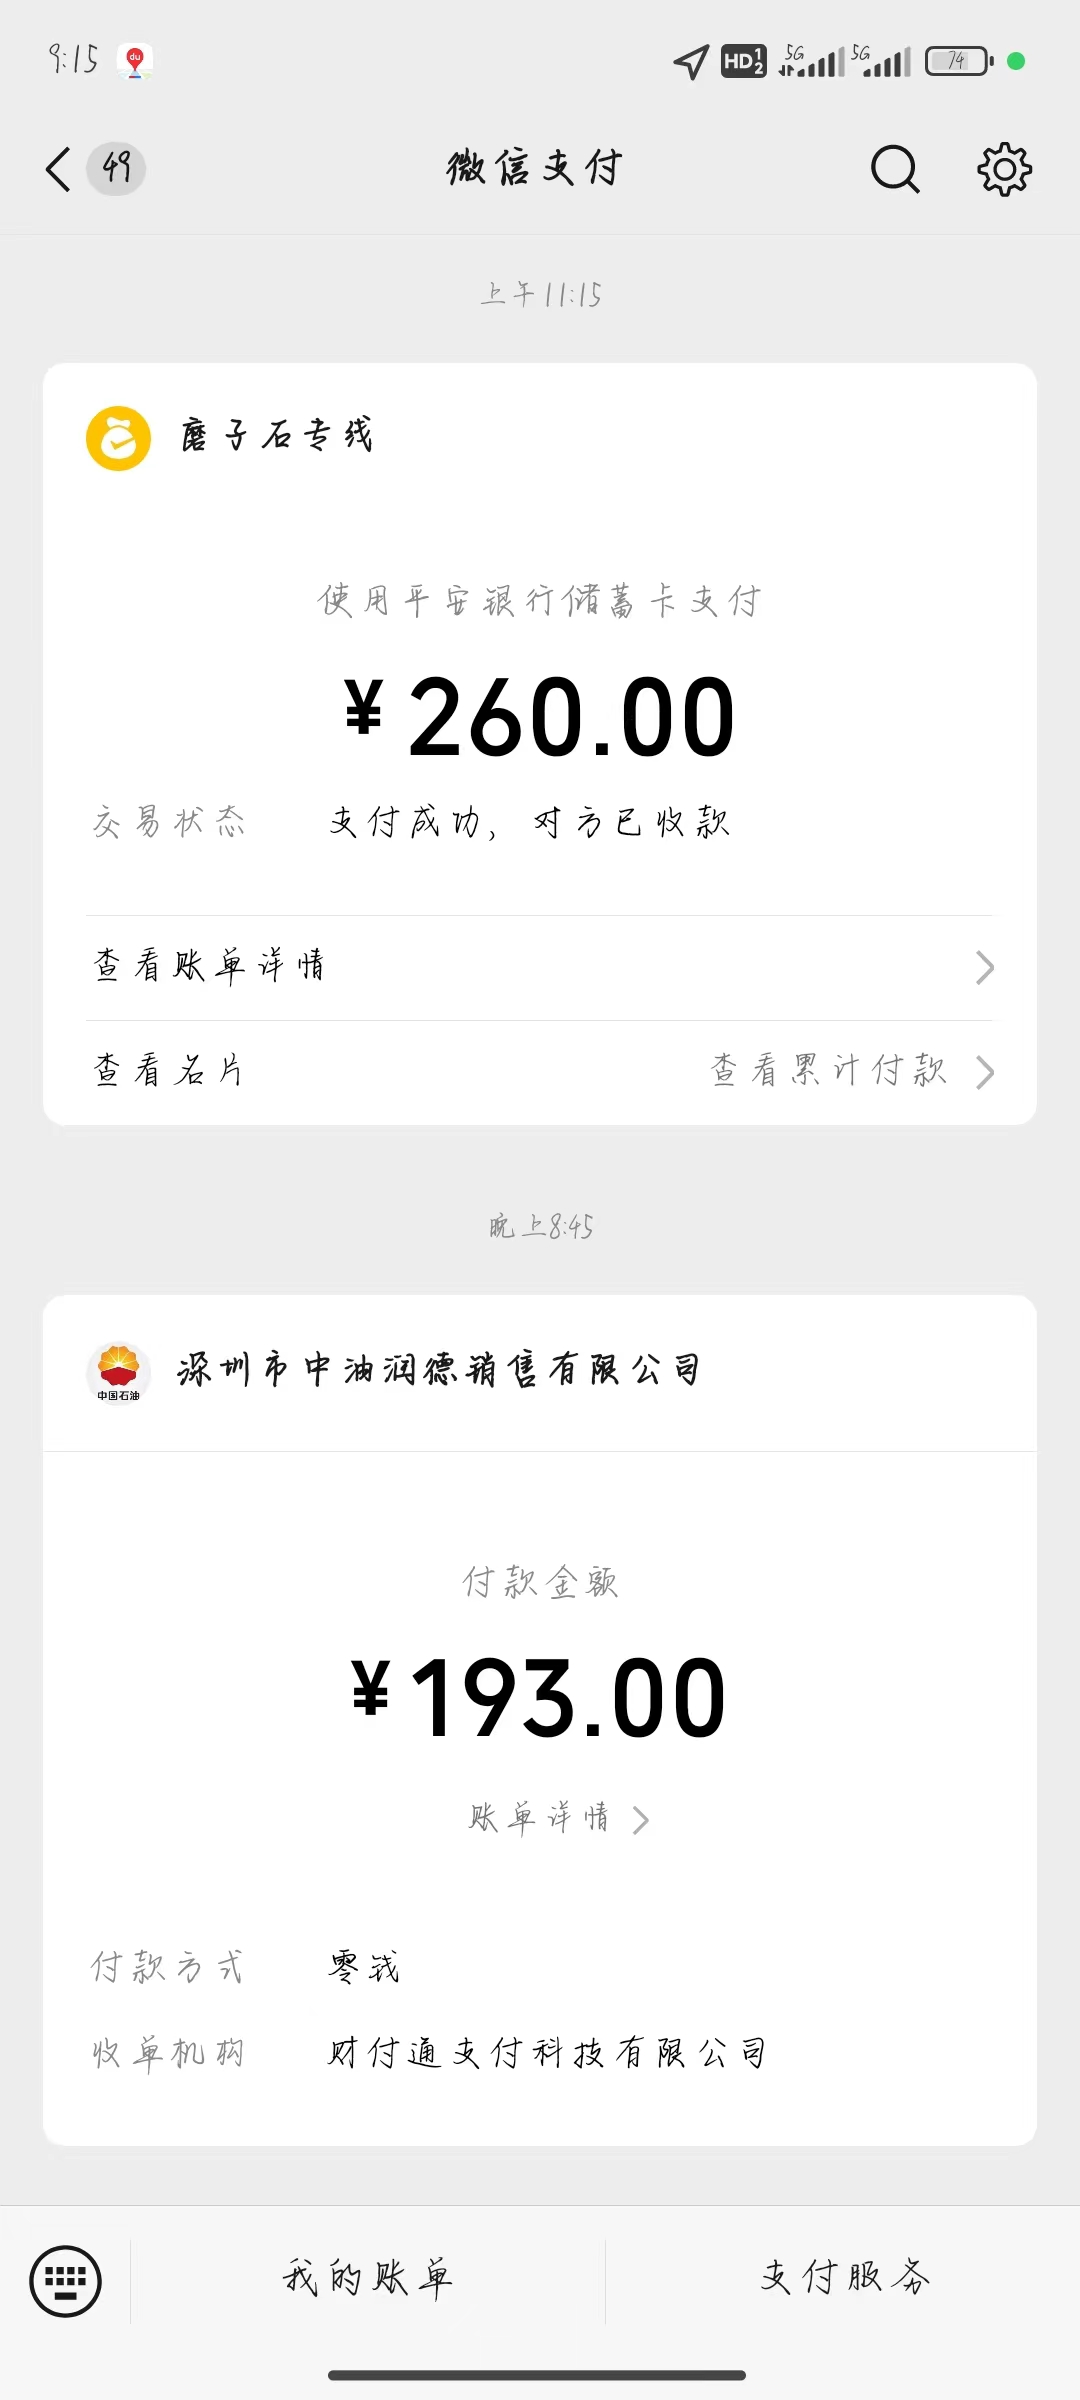 9:15
du
HD 1 2
5G
5G
74
49
微信支付
上午11:15
磨子石专线
使用平安银行储蓄卡支付
¥260.00
交易状态 支付成功，对方已收款
查看账单详情
查看名片 查看累计付款
晚上8:45
中国石油
深圳市中油润德销售有限公司
付款金额
¥193.00
账单详情
付款方式 零钱
收单机构 财付通支付科技有限公司
我的账单 支付服务